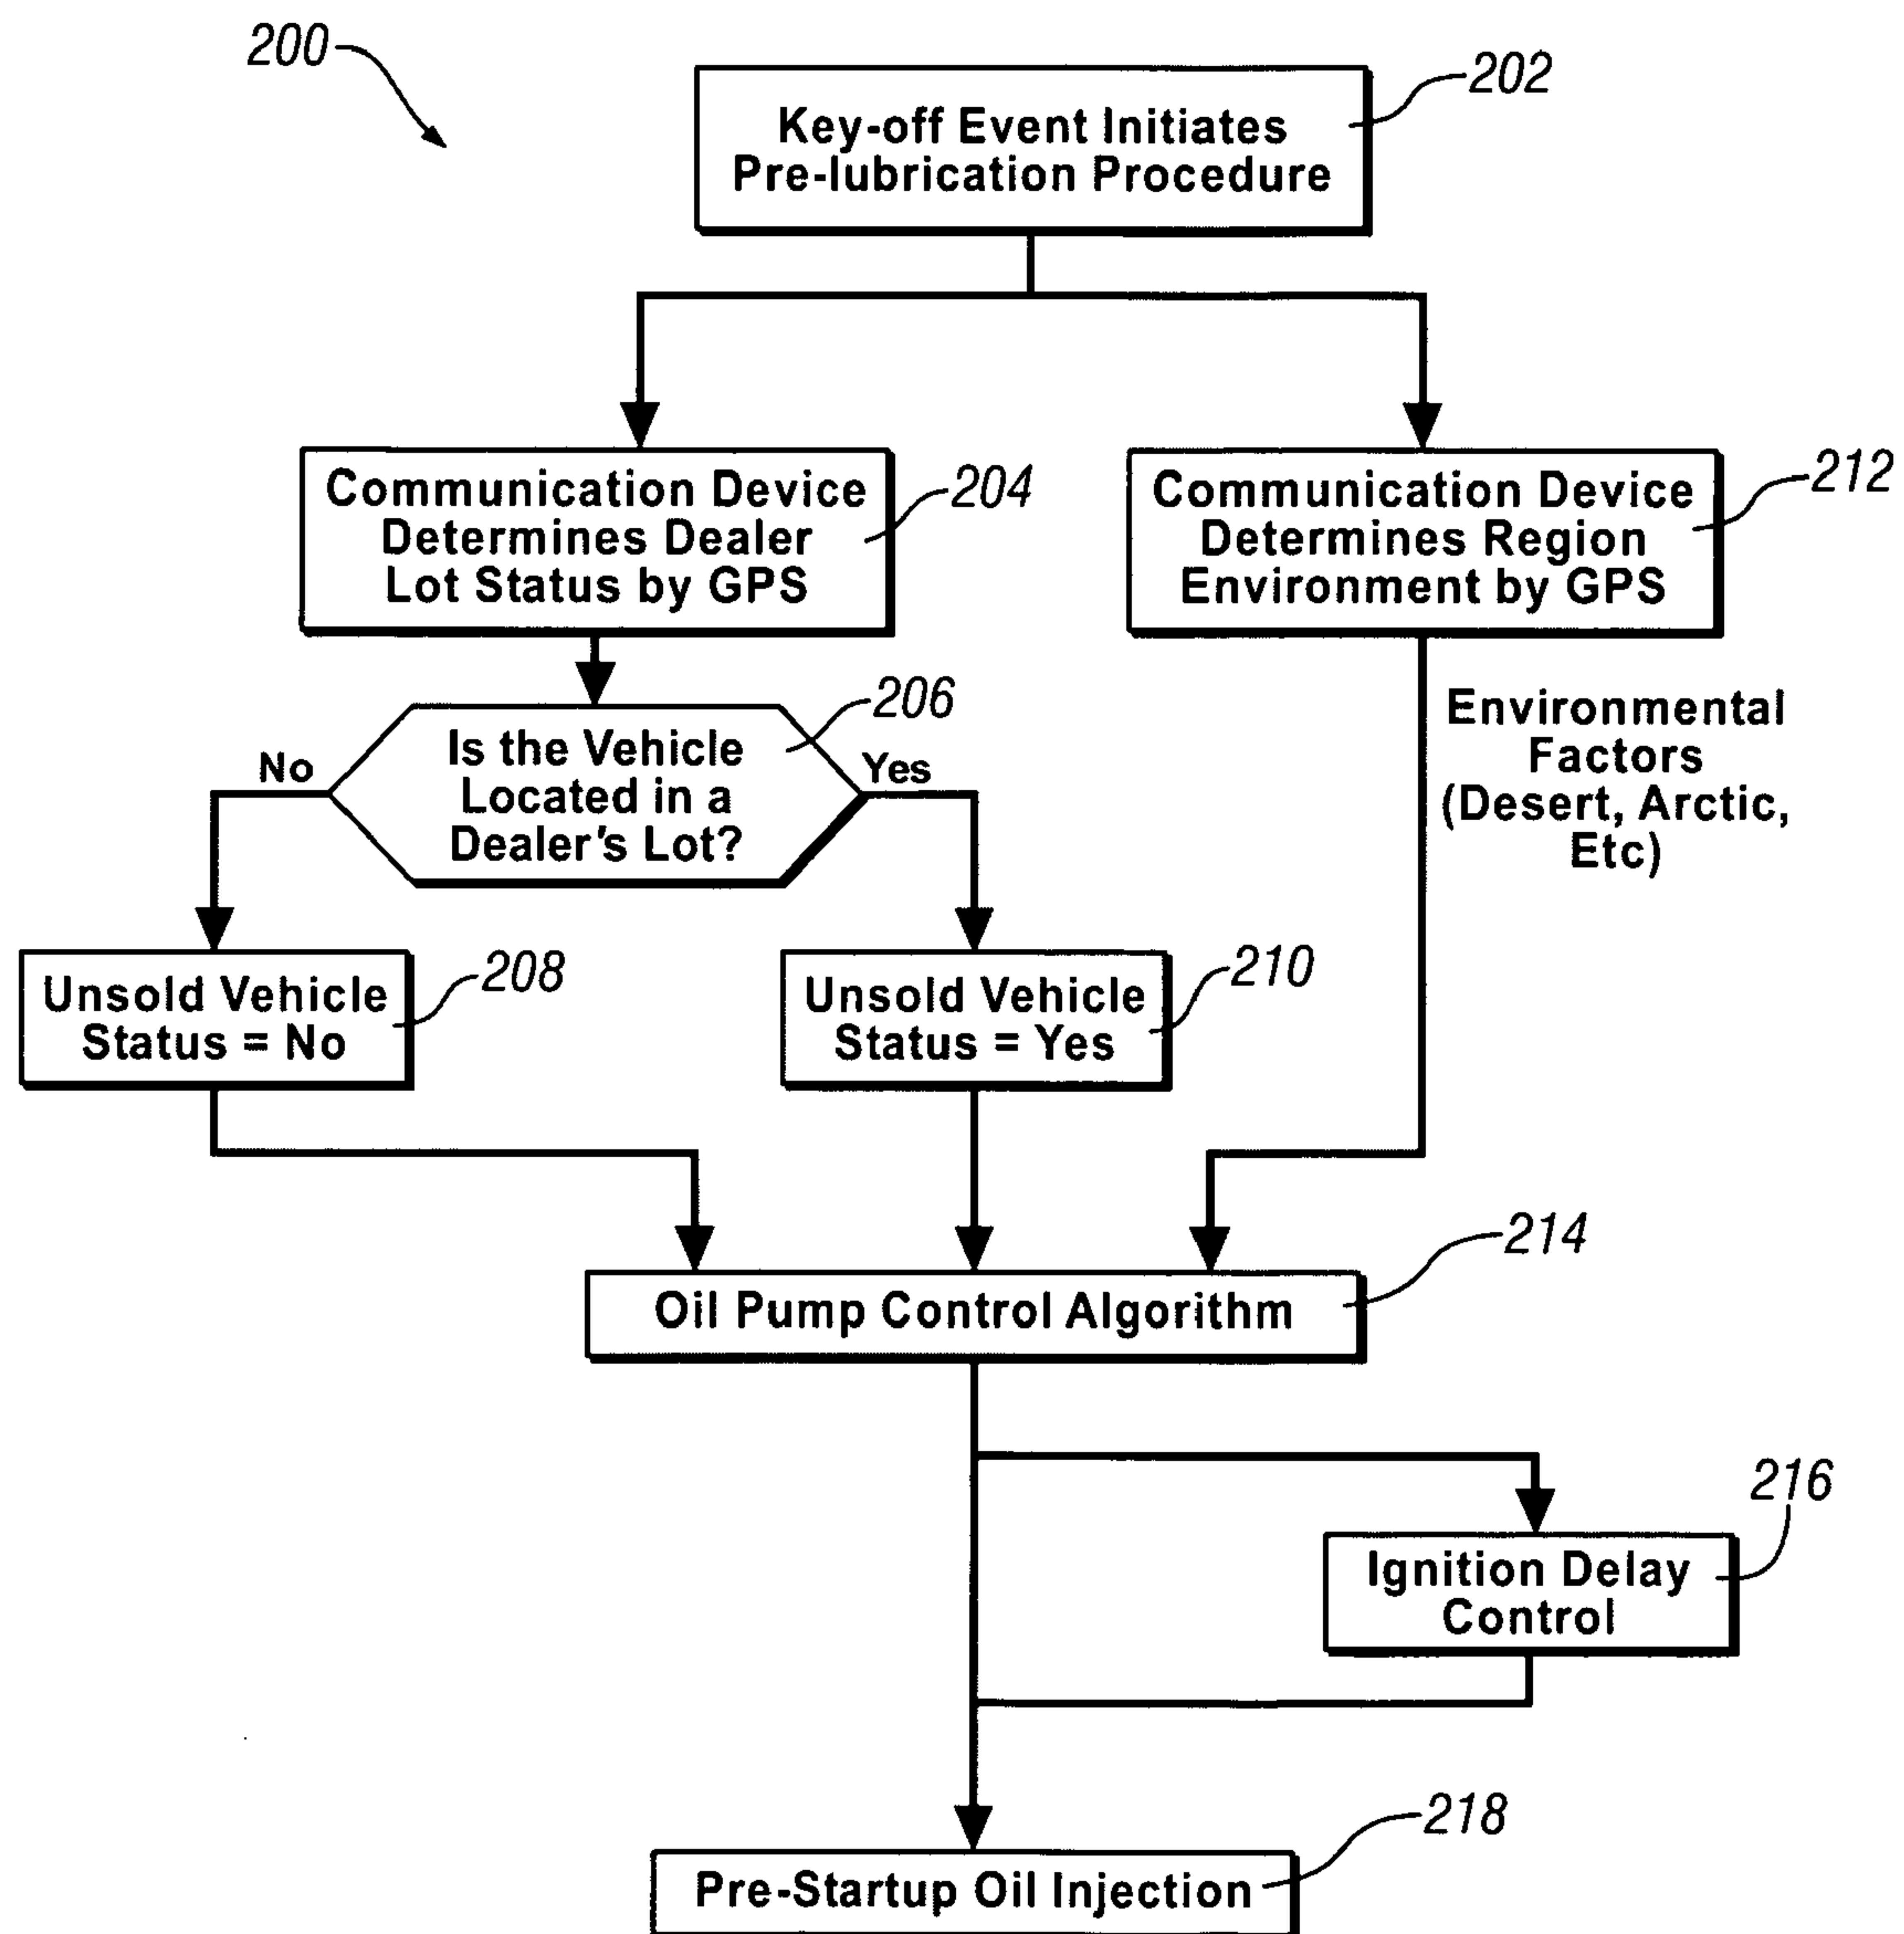 200
202
Key-off Event Initiates
Pre-lubrication Procedure
204
Communication Device
Determines Dealer
Lot Status by GPS
212
Communication Device
Determines Region
Environment by GPS
206
Is the Vehicle
Located in a
Dealer's Lot?
No
Yes
Environmental
Factors
(Desert, Arctic,
Etc)
208
Unsold Vehicle
Status = No
210
Unsold Vehicle
Status = Yes
214
Oil Pump Control Algorithm
216
Ignition Delay
Control
218
Pre-Startup Oil Injection